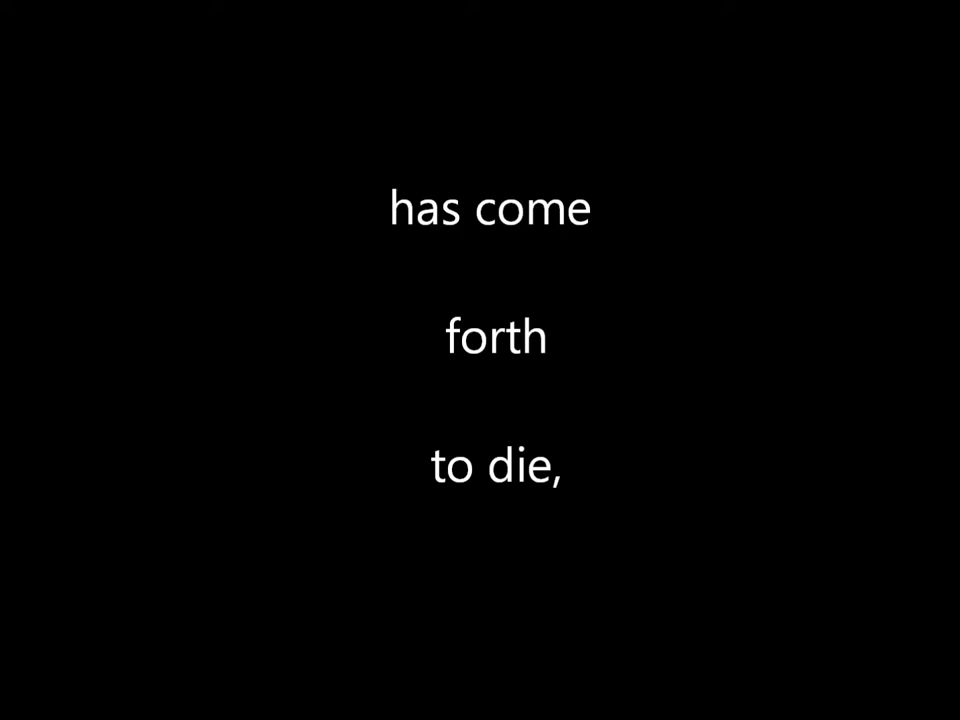 has come
forth
to die,